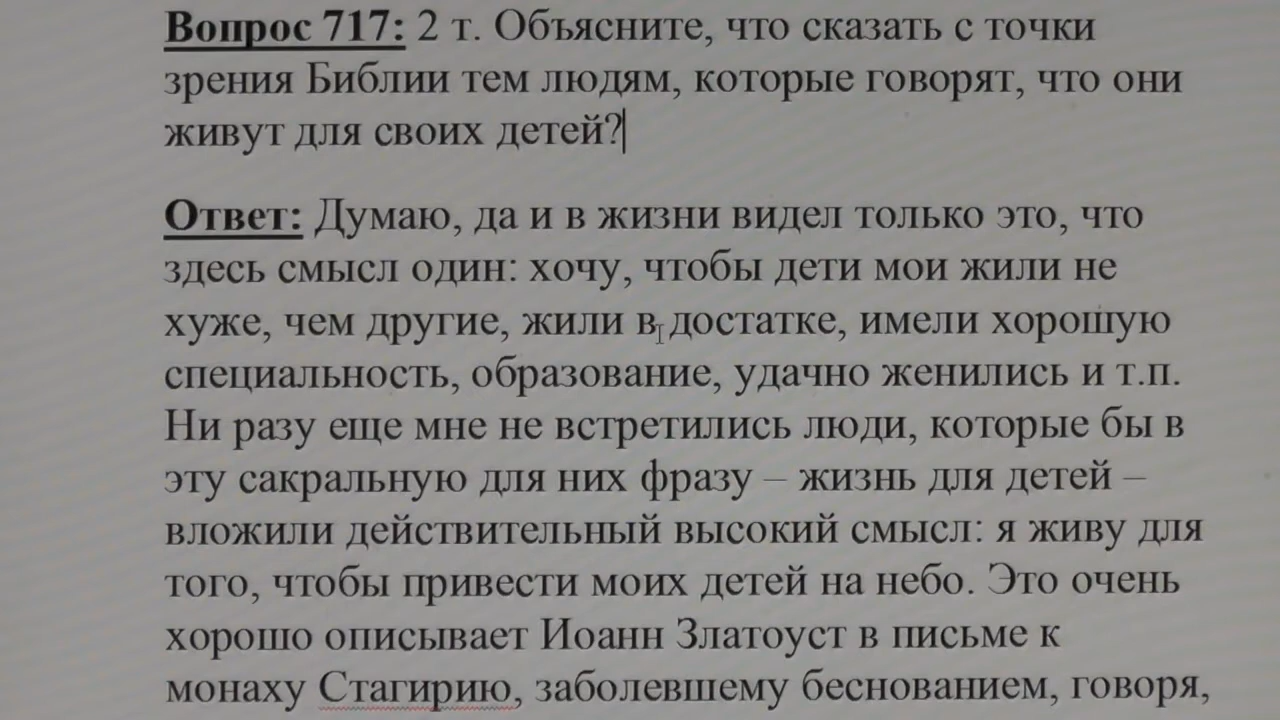 Вопрос 717: 2 т. Объясните, что сказать с точки
зрения Библии тем людям, которые говорят, что они
живут для своих детей?
Ответ: Думаю, да и в жизни видел только это, что
здесь смысл один: хочу, чтобы дети мои жили не
хуже, чем другие, жили в достатке, имели хорошую
специальность, образование, удачно женились и т.п.
Ни разу еще мне не встретились люди, которые бы в
эту сакральную для них фразу – жизнь для детей –
вложили действительный высокий смысл: я живу для
того, чтобы привести моих детей на небо. Это очень
хорошо описывает Иоанн Златоуст в письме к
монаху Стагирию, заболевшему беснованием, говоря,